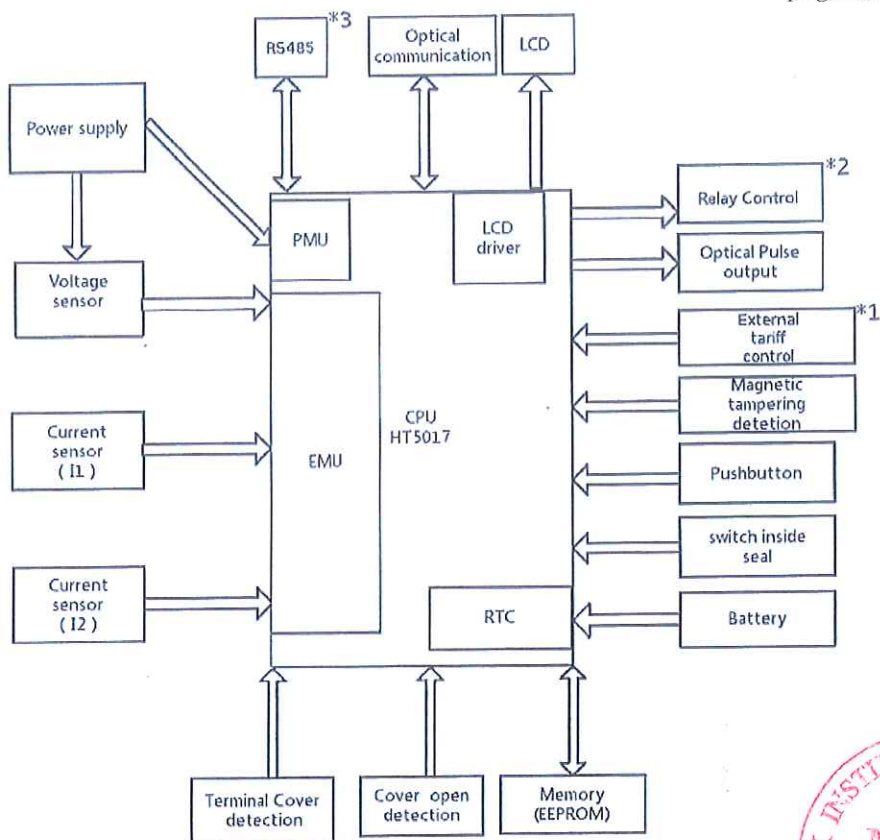 *3
RS485
Optical
communication
LCD
Power supply
*2
Relay Control
PMU
LCD
driver
Optical Pulse
output
Voltage
sensor
*1
External
tariff
control
Magnetic
tampering
detetion
CPU
HT5017
Current
sensor
( I1 )
EMU
Pushbutton
switch inside
seal
Current
sensor
( I2 )
RTC
Battery
Terminal Cover
detection
Cover open
detection
Memory
(EEPROM)
INSTI